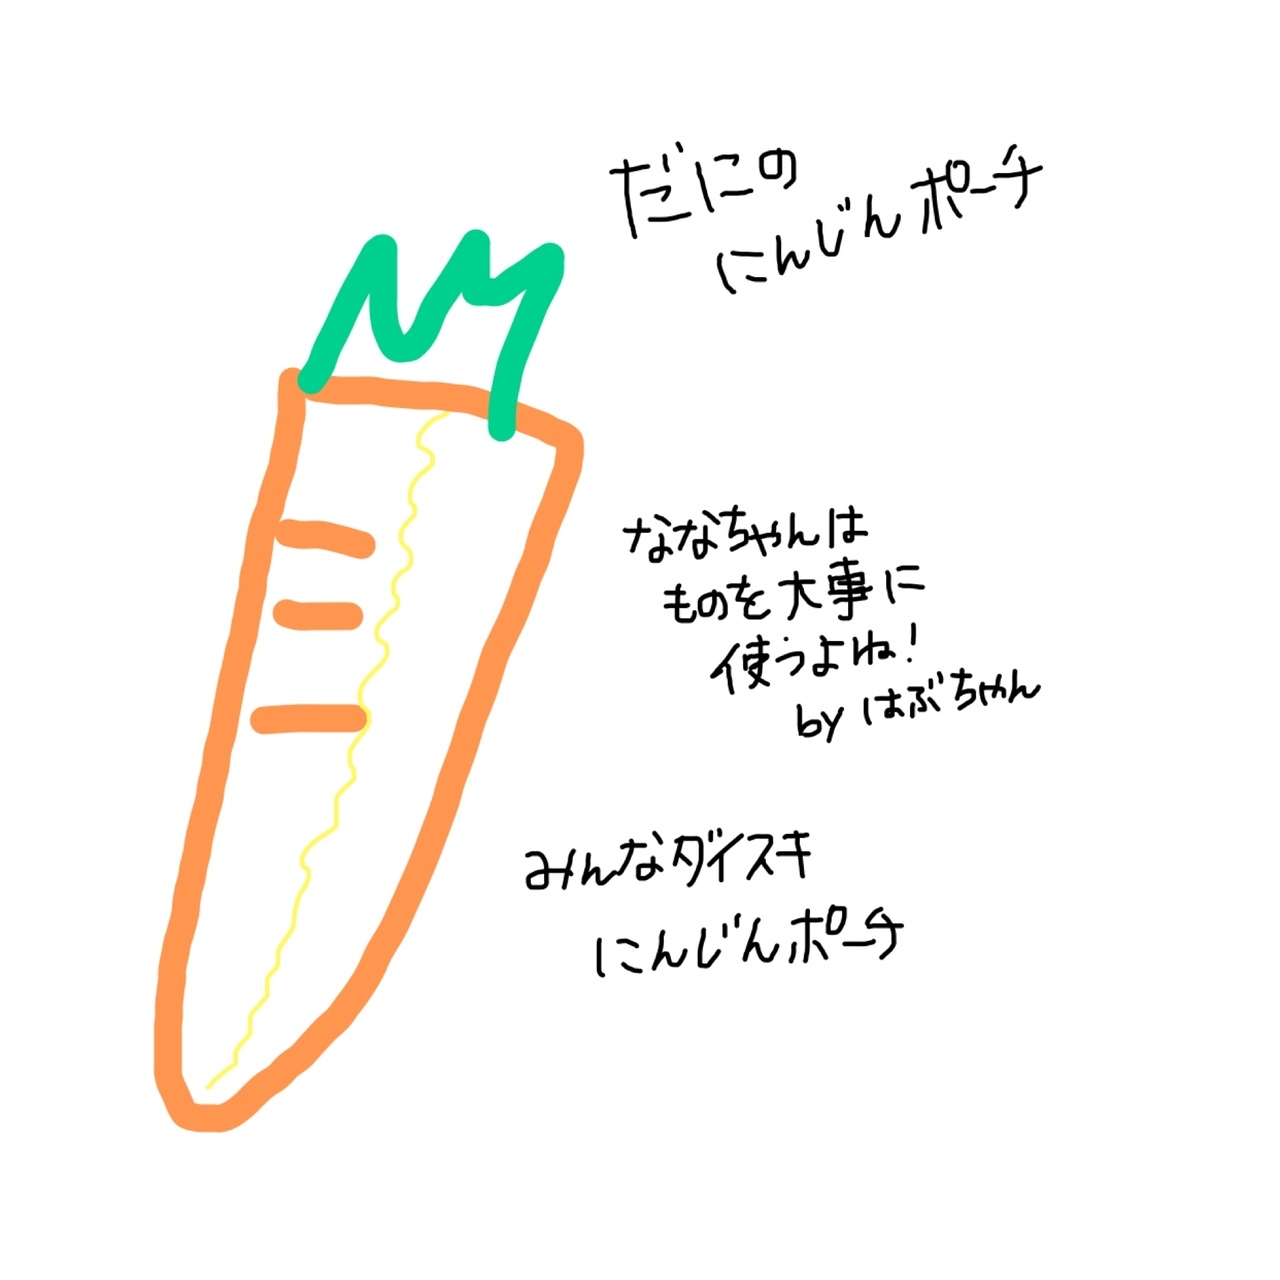 だにの
にんじんポーチ
ななちゃんは
ものを大事に
使うよね!
by はぶちゃん
みんなダイスキ
にんじんポーチ